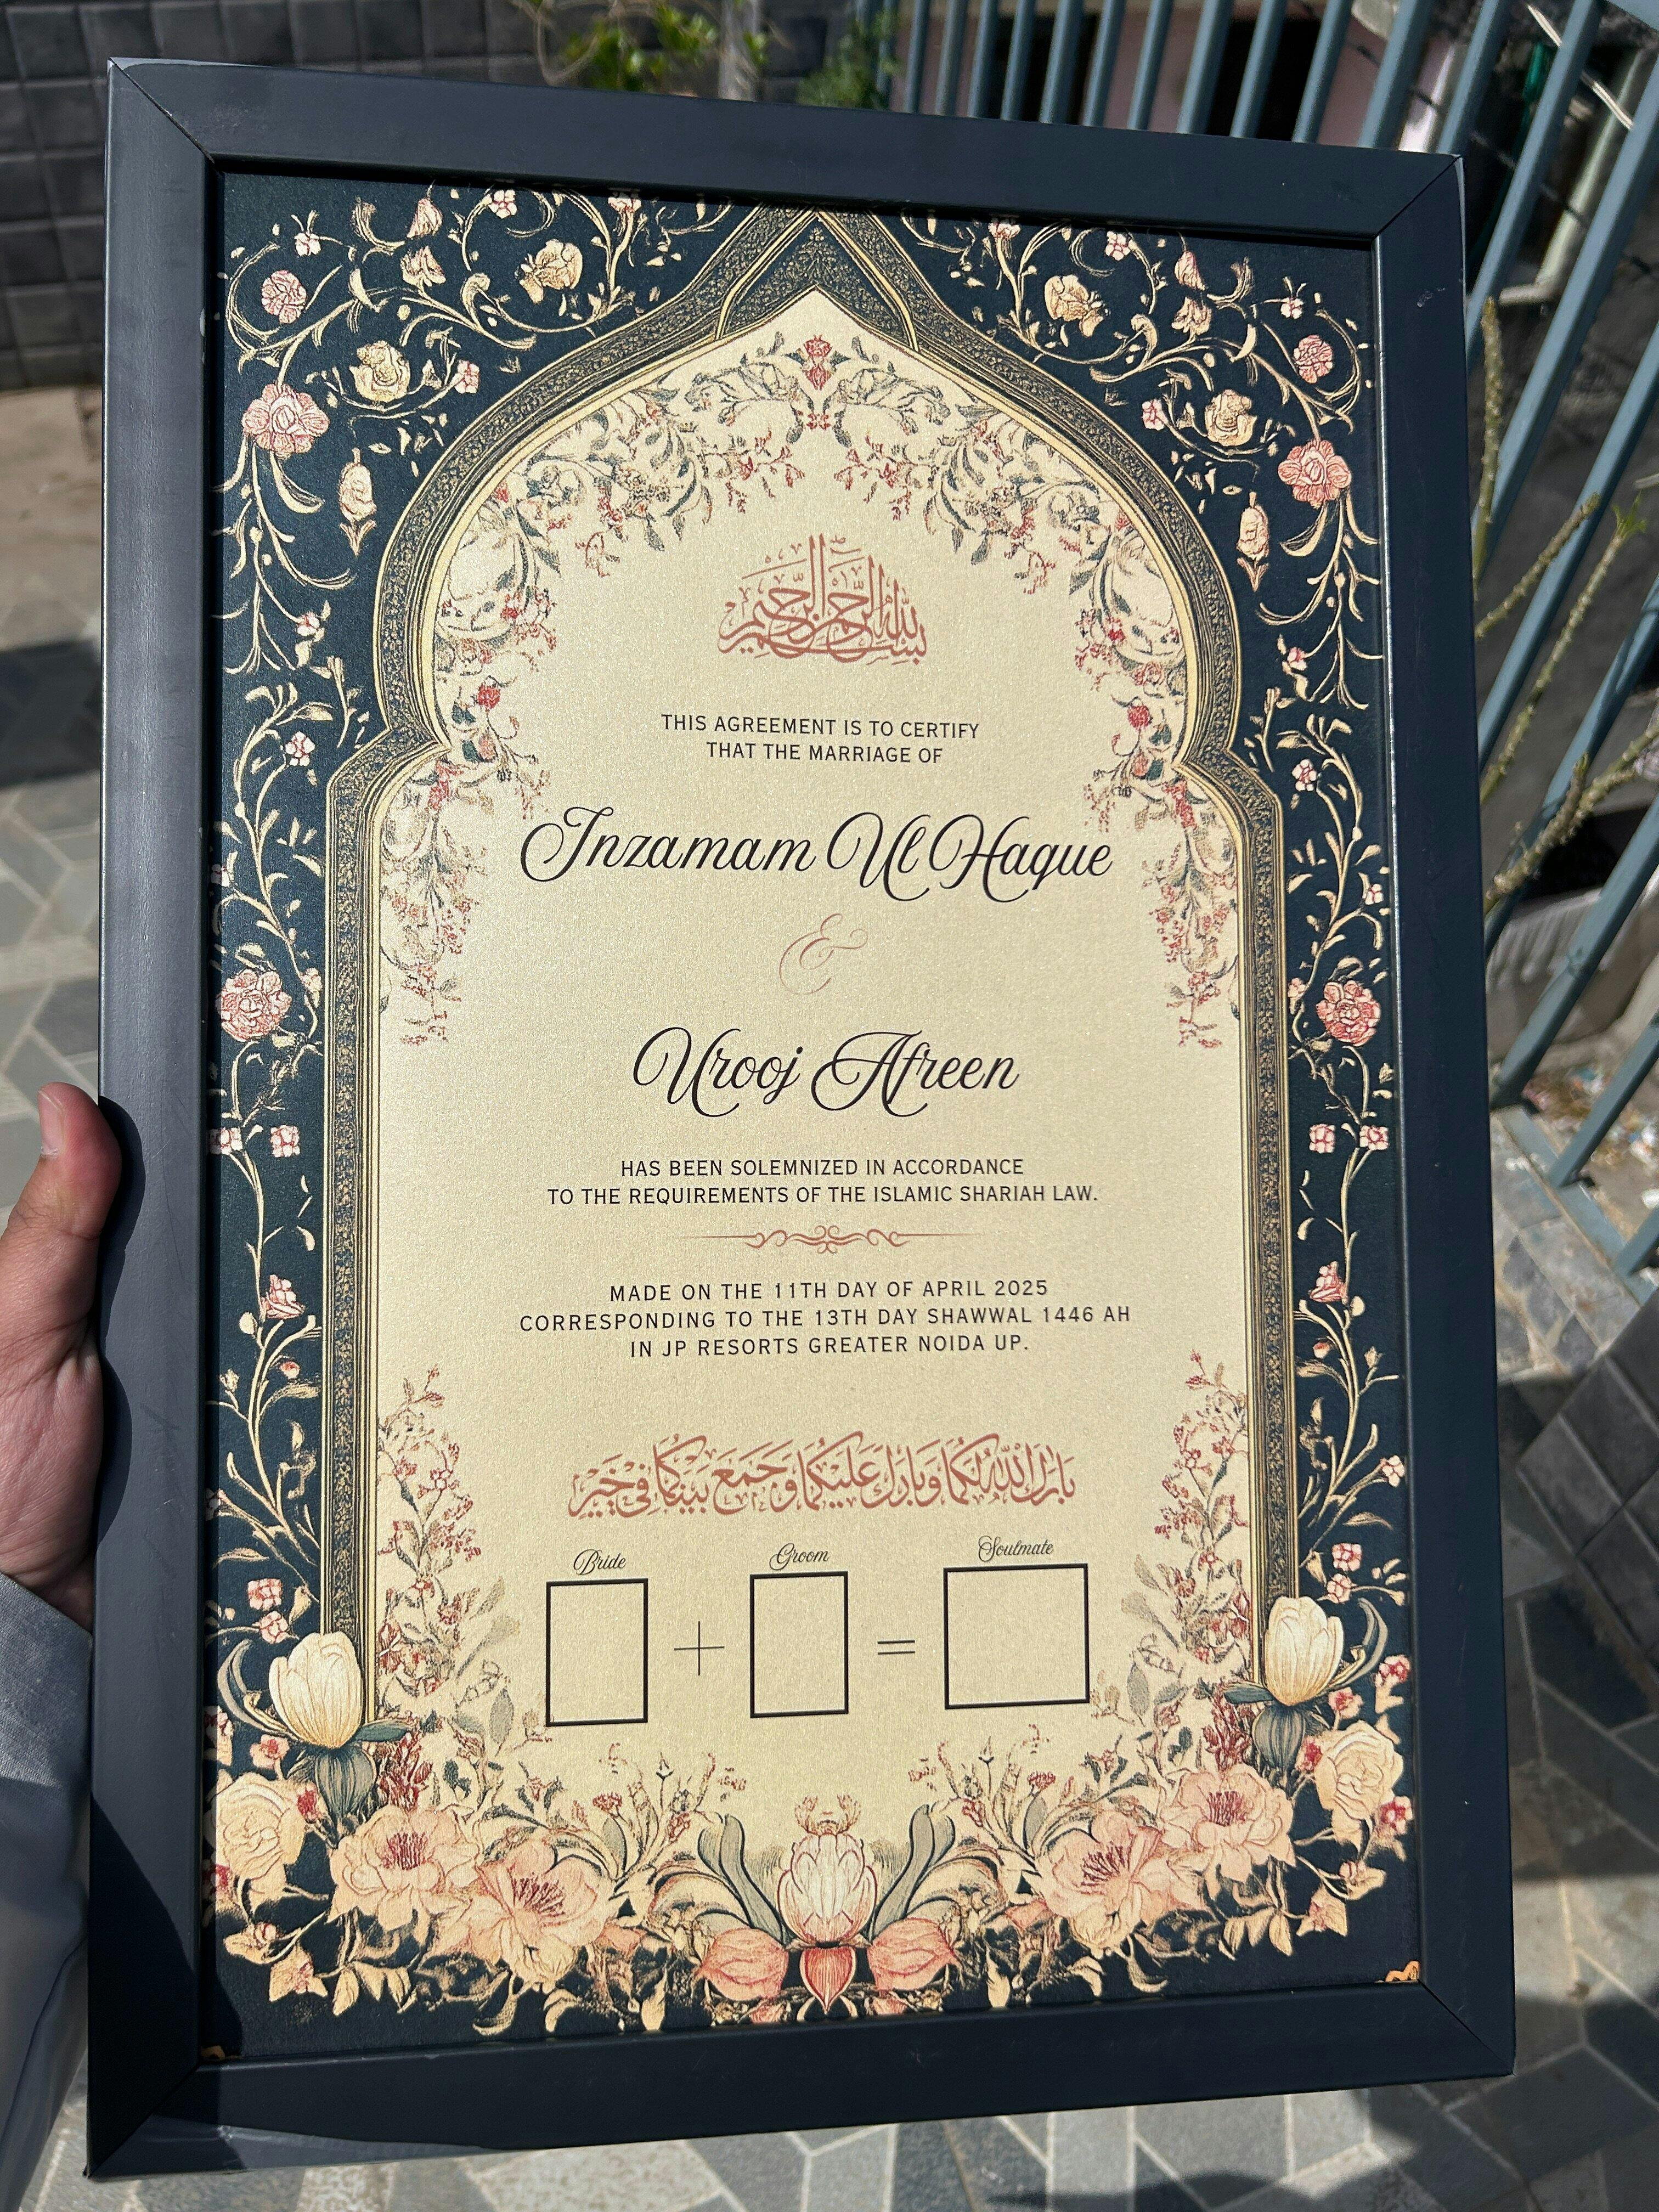 بسم الله الرحمن الرحيم
THIS AGREEMENT IS TO CERTIFY
THAT THE MARRIAGE OF
Inzamam Ul Haque
&
Urooj Afreen
HAS BEEN SOLEMNIZED IN ACCORDANCE
TO THE REQUIREMENTS OF THE ISLAMIC SHARIAH LAW.
MADE ON THE 11TH DAY OF APRIL 2025
CORRESPONDING TO THE 13TH DAY SHAWWAL 1446 AH
IN JP RESORTS GREATER NOIDA UP.
بارك الله لكما وبارك عليكما وجمع بينكما في خير
Bride Groom Soulmate
+ =